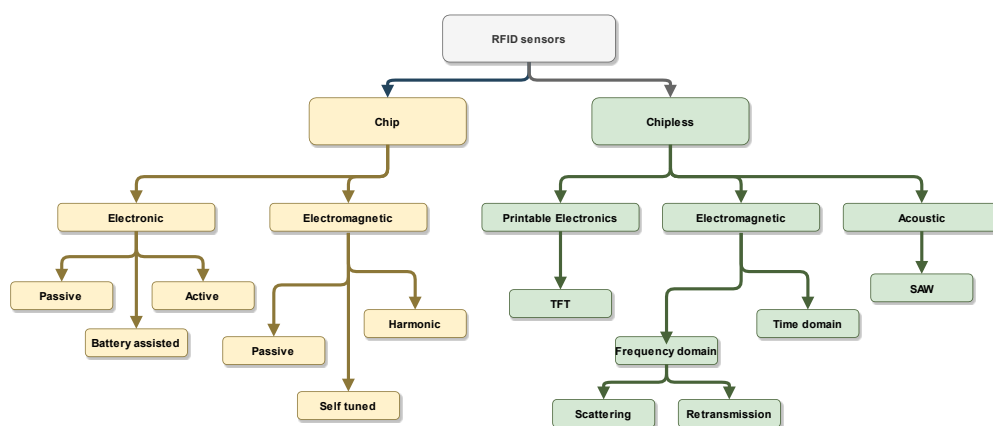 RFID sensors
Chip
Chipless
Electronic
Electromagnetic
Printable Electronics
Electromagnetic
Acoustic
Passive
Active
SAW
TFT
Harmonic
Time domain
Battery assisted
Passive
Frequency domain
Self tuned
Scattering
Retransmission